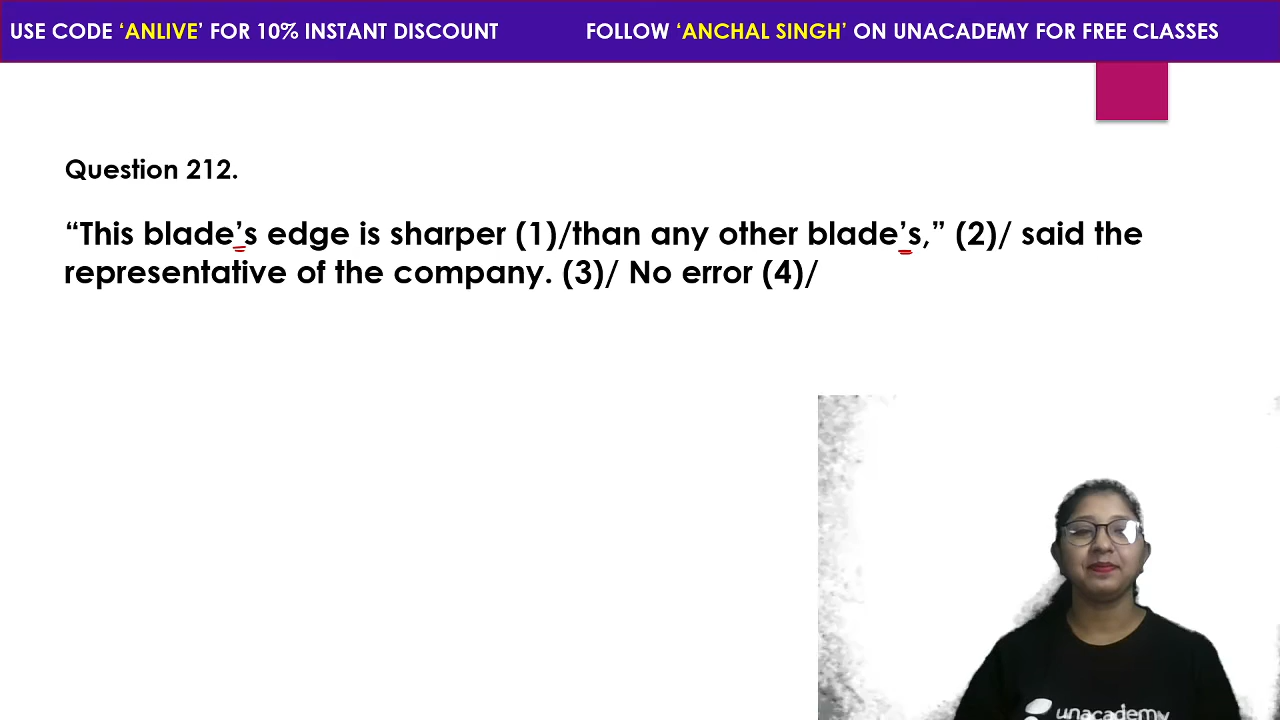 USE CODE ‘ANLIVE’ FOR 10% INSTANT DISCOUNT FOLLOW ‘ANCHAL SINGH’ ON UNACADEMY FOR FREE CLASSES
Question 212.
“This blade’s edge is sharper (1)/than any other blade’s,” (2)/ said the
representative of the company. (3)/ No error (4)/
unacademy